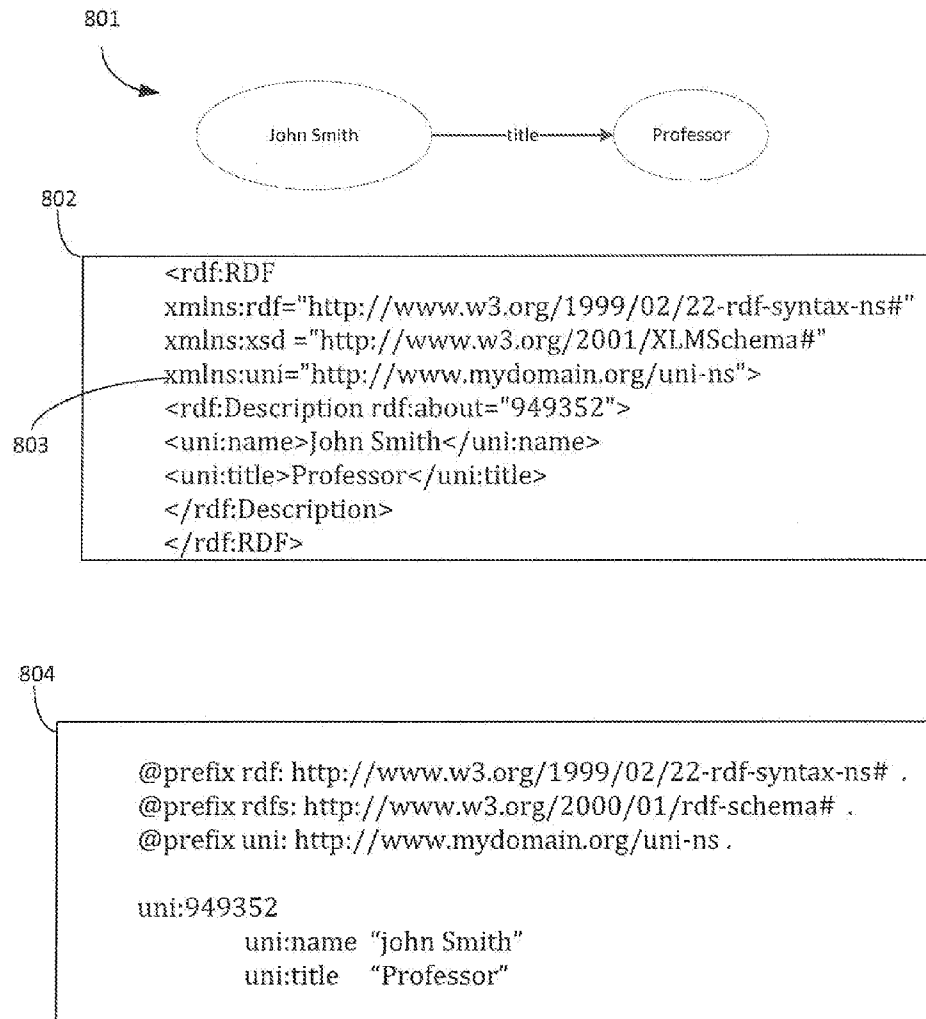 801
John Smith title Professor
802
<rdf:RDF
xmlns:rdf="http://www.w3.org/1999/02/22-rdf-syntax-ns#"
xmlns:xsd ="http://www.w3.org/2001/XLMSchema#"
xmlns:uni="http://www.mydomain.org/uni-ns">
<rdf:Description rdf:about="949352">
803
<uni:name>John Smith</uni:name>
<uni:title>Professor</uni:title>
</rdf:Description>
</rdf:RDF>
804
@prefix rdf: http://www.w3.org/1999/02/22-rdf-syntax-ns# .
@prefix rdfs: http://www.w3.org/2000/01/rdf-schema# .
@prefix uni: http://www.mydomain.org/uni-ns .
uni:949352
uni:name “john Smith”
uni:title “Professor”